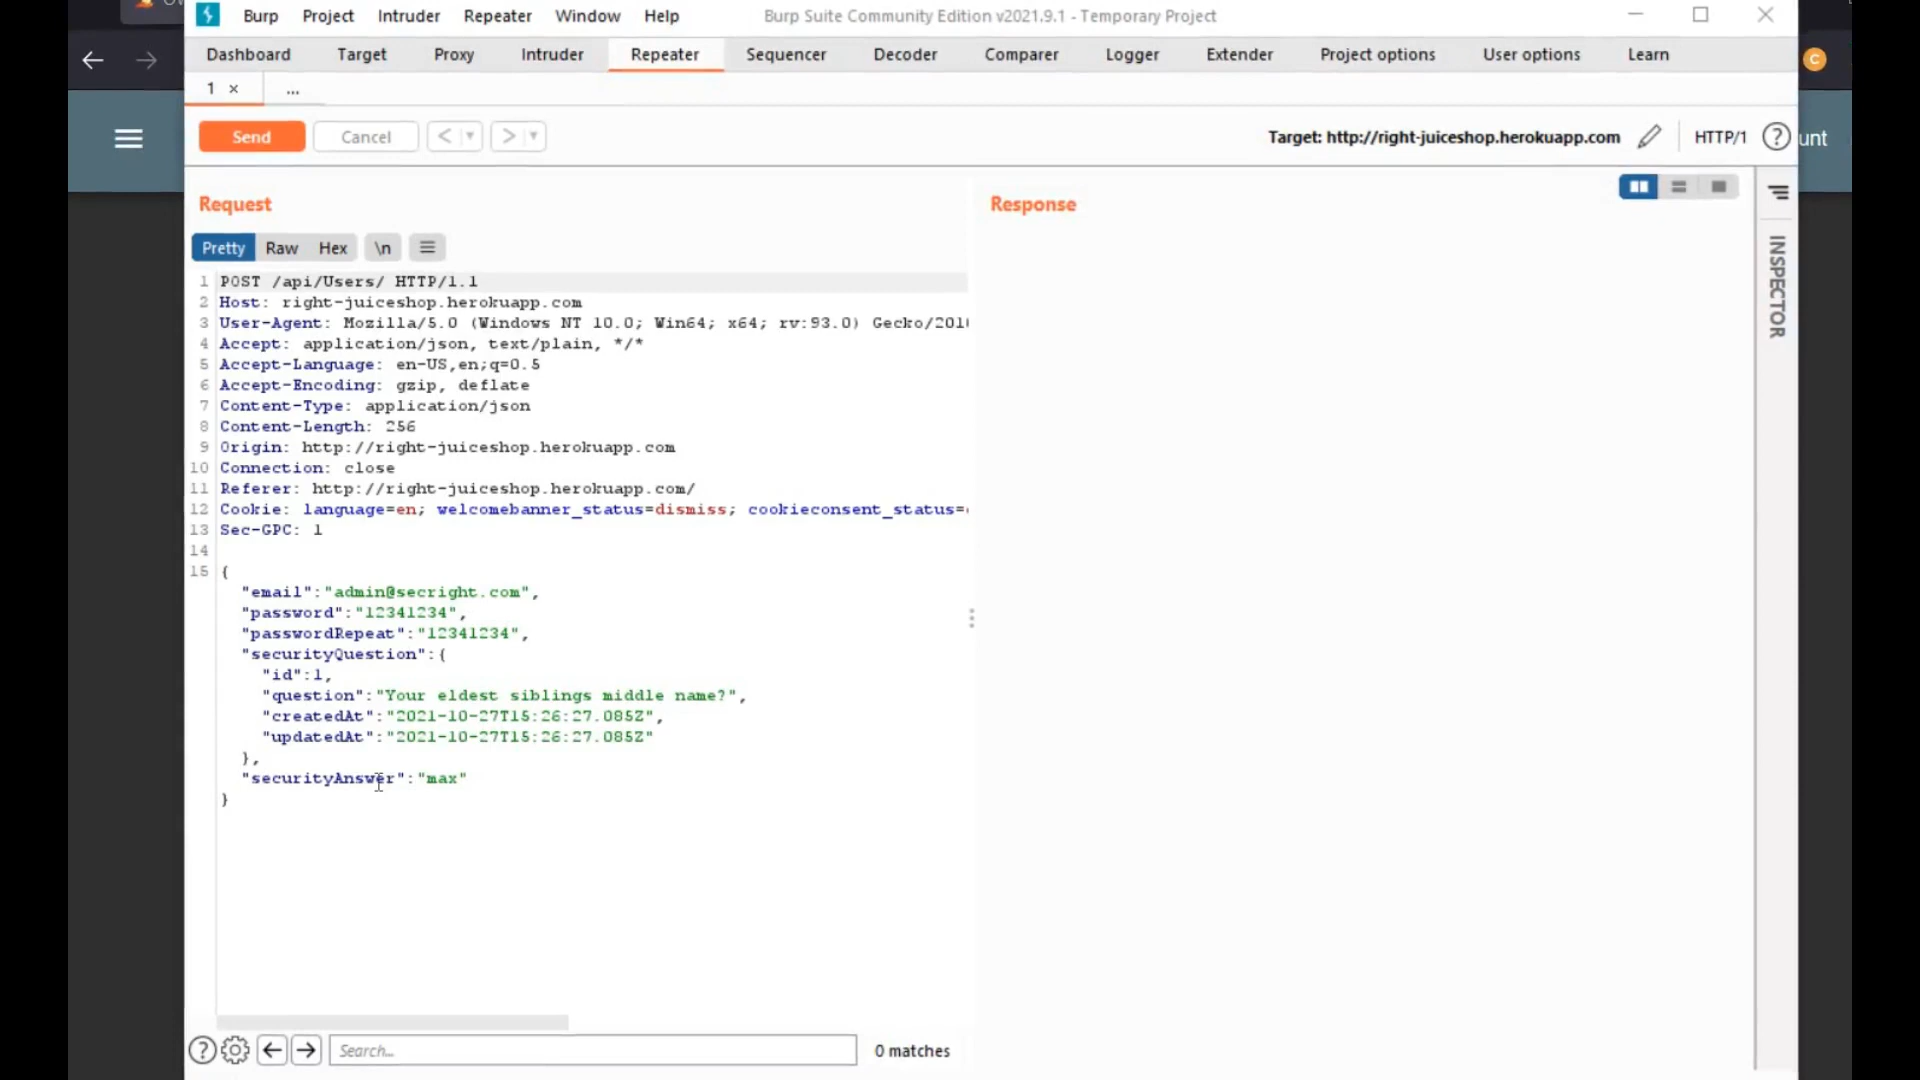 Burp Project Intruder Repeater Window Help Burp Suite Community Edition v2021.9.1 - Temporary Project
Dashboard Target Proxy Intruder Repeater Sequencer Decoder Comparer Logger Extender Project options User options Learn
1 × ...
Send Cancel < > Target: http://right-juiceshop.herokuapp.com HTTP/1 ? unt
Request Response
Pretty Raw Hex \n
INSPECTOR
1 POST /api/Users/ HTTP/1.1
2 Host: right-juiceshop.herokuapp.com
3 User-Agent: Mozilla/5.0 (Windows NT 10.0; Win64; x64; rv:93.0) Gecko/201
4 Accept: application/json, text/plain, */*
5 Accept-Language: en-US,en;q=0.5
6 Accept-Encoding: gzip, deflate
7 Content-Type: application/json
8 Content-Length: 256
9 Origin: http://right-juiceshop.herokuapp.com
10 Connection: close
11 Referer: http://right-juiceshop.herokuapp.com/
12 Cookie: language=en; welcomebanner_status=dismiss; cookieconsent_status=
13 Sec-GPC: 1
14
15 {
"email":"admin@secright.com",
"password":"12341234",
"passwordRepeat":"12341234",
"securityQuestion":{
"id":1,
"question":"Your eldest siblings middle name?",
"createdAt":"2021-10-27T15:26:27.085Z",
"updatedAt":"2021-10-27T15:26:27.085Z"
},
"securityAnswer":"max"
}
? Search... 0 matches